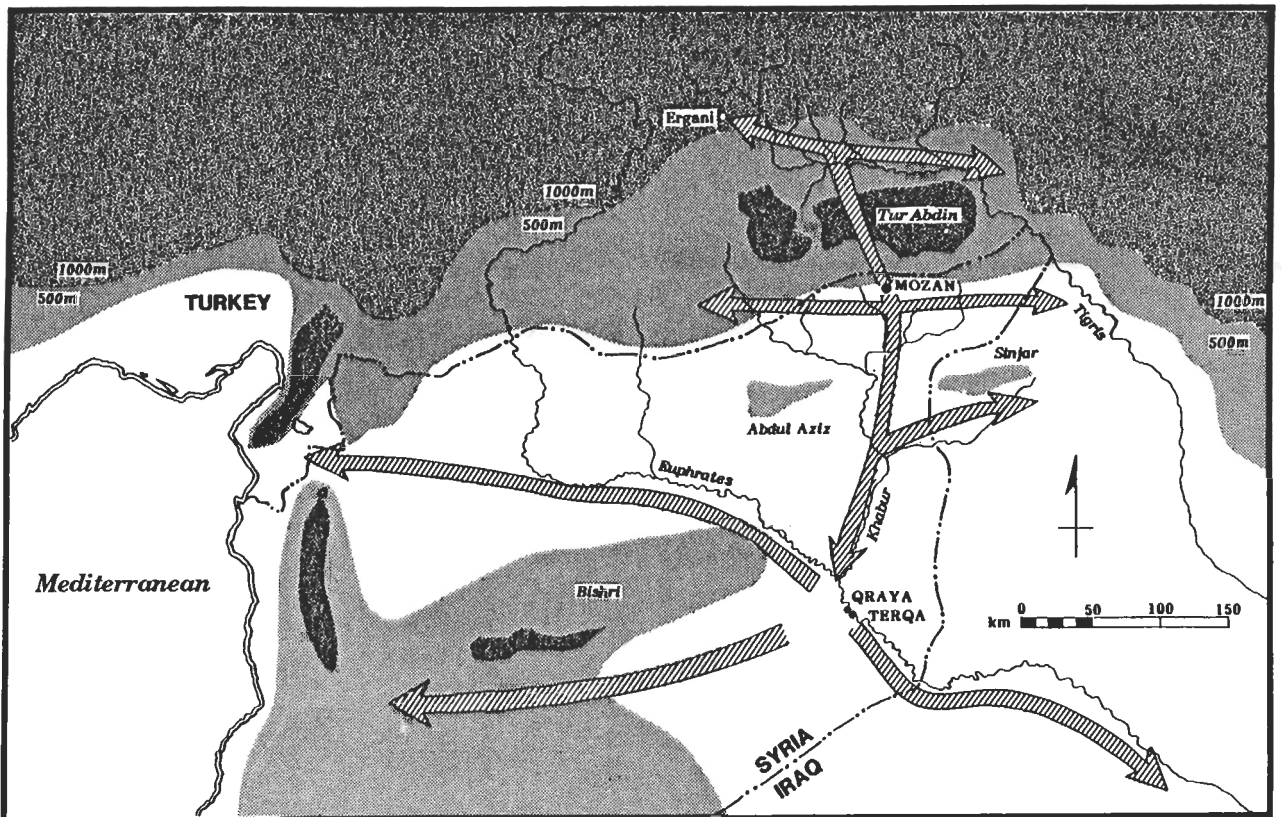 Ergani
1000m
500m
Tur Abdin
1000m
500m
TURKEY
MOZAN
Tigris
1000m
500m
Sinjar
Abdul Aziz
Euphrates
Khabur
Mediterranean
Bishri
QRAYA
TERQA
km 0 50 100 150
SYRIA
IRAQ